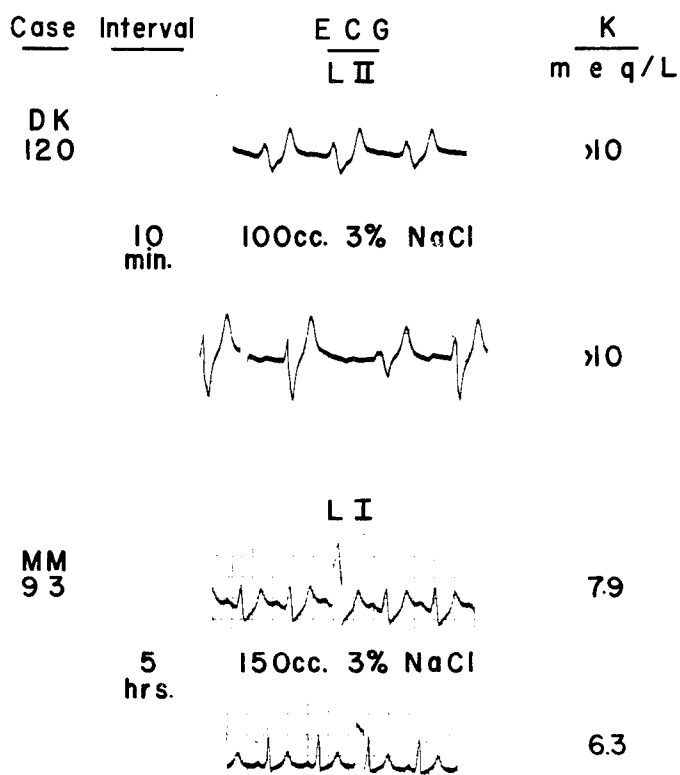 Case Interval E C G K
L II m e q/L
DK
120 >10
10 100cc. 3% NaCl
min.
>10
L I
MM
93 7.9
5 150cc. 3% NaCl
hrs.
6.3